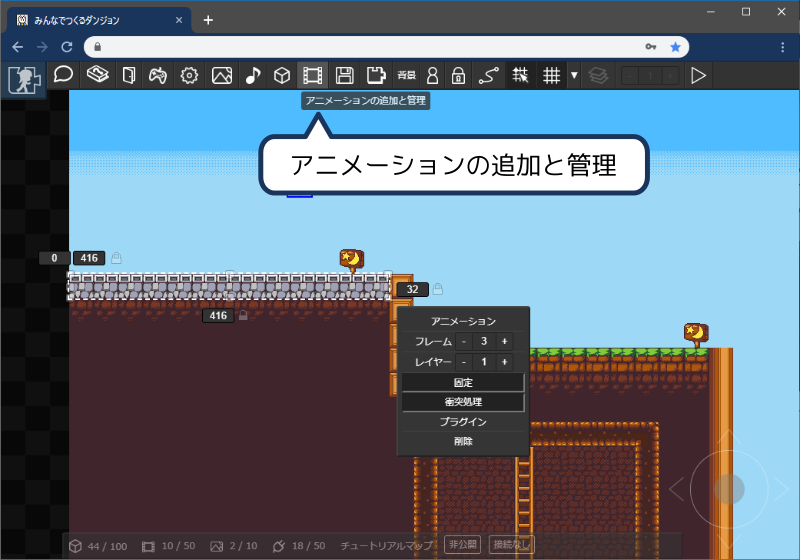 みんなでつくるダンジョン
背景
アニメーションの追加と管理
アニメーションの追加と管理
0 416
32
416
アニメーション
フレーム - 3 +
レイヤー - 1 +
固定
衝突処理
プラグイン
削除
44 / 100 10 / 50 2 / 10 18 / 50 チュートリアルマップ 非公開 接続なし